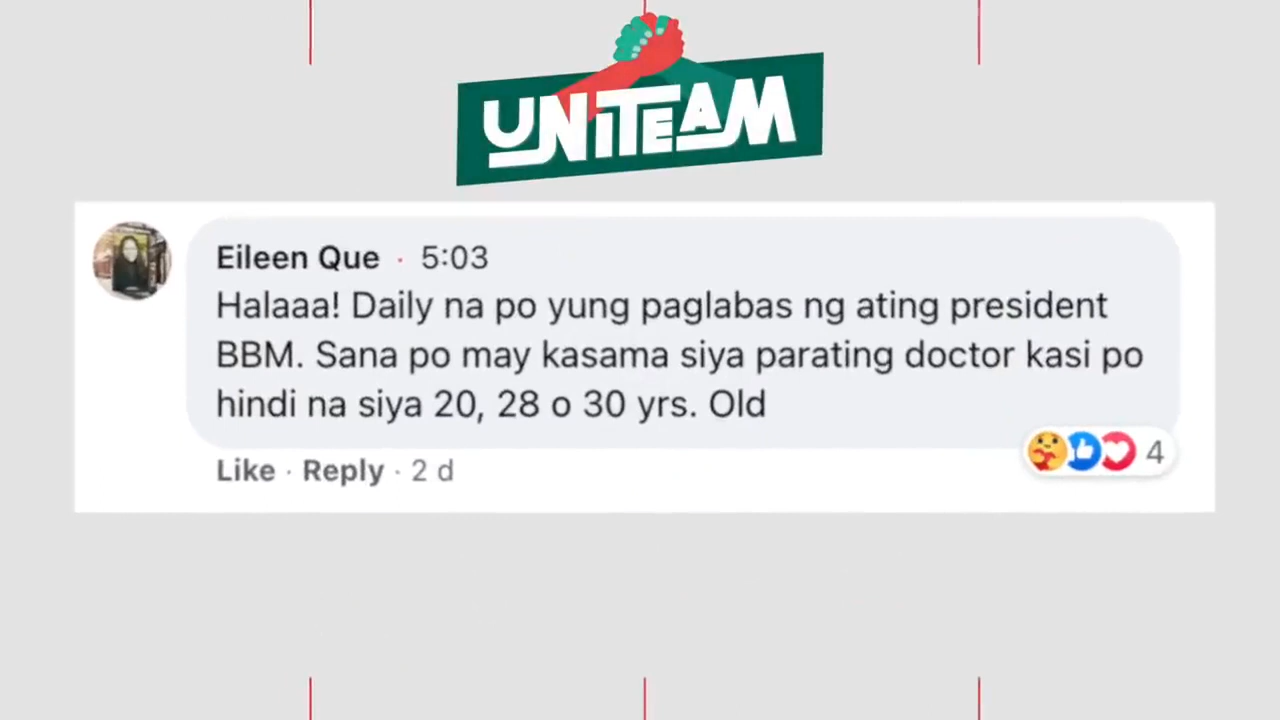 UNITEAM
Eileen Que · 5:03
Halaaa! Daily na po yung paglabas ng ating president
BBM. Sana po may kasama siya parating doctor kasi po
hindi na siya 20, 28 o 30 yrs. Old
4
Like · Reply · 2 d